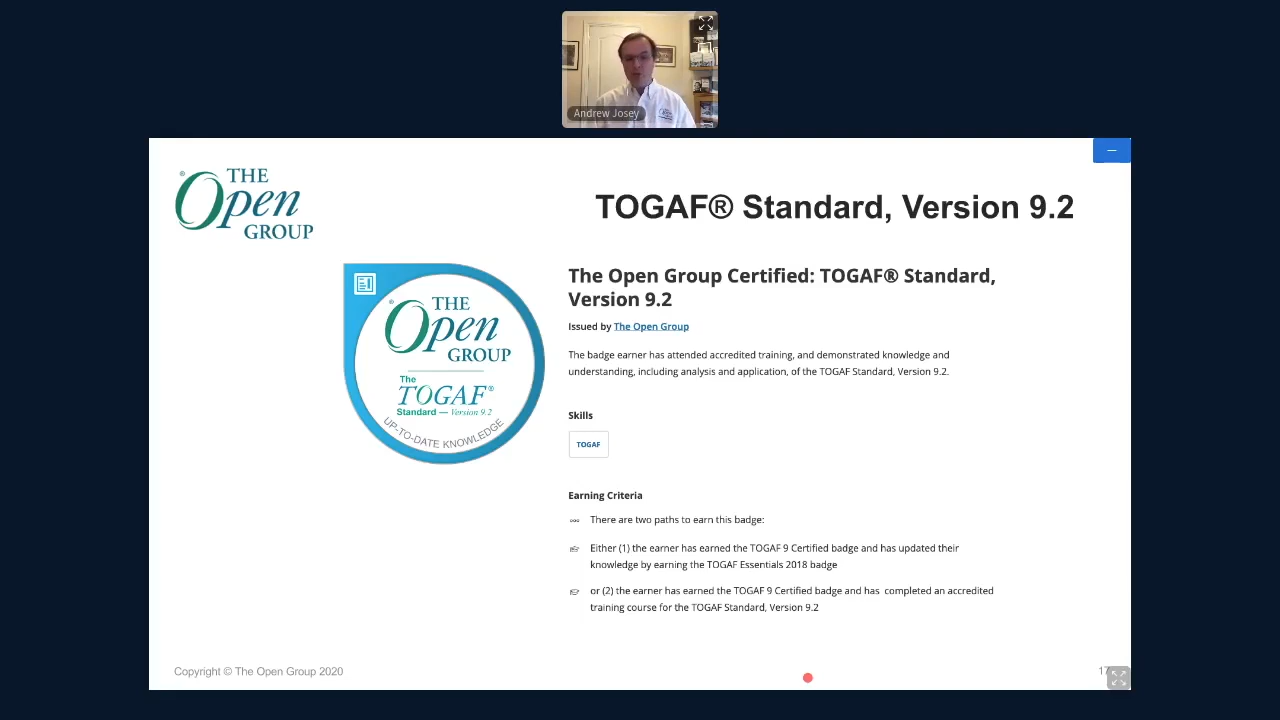 Andrew Josey
THE
Open
GROUP
®
TOGAF® Standard, Version 9.2
THE
Open
GROUP
®
The
TOGAF®
Standard — Version 9.2
UP-TO-DATE KNOWLEDGE
The Open Group Certified: TOGAF® Standard,
Version 9.2
Issued by The Open Group
The badge earner has attended accredited training, and demonstrated knowledge and
understanding, including analysis and application, of the TOGAF Standard, Version 9.2.
Skills
TOGAF
Earning Criteria
There are two paths to earn this badge:
Either (1) the earner has earned the TOGAF 9 Certified badge and has updated their
knowledge by earning the TOGAF Essentials 2018 badge
or (2) the earner has earned the TOGAF 9 Certified badge and has completed an accredited
training course for the TOGAF Standard, Version 9.2
Copyright © The Open Group 2020